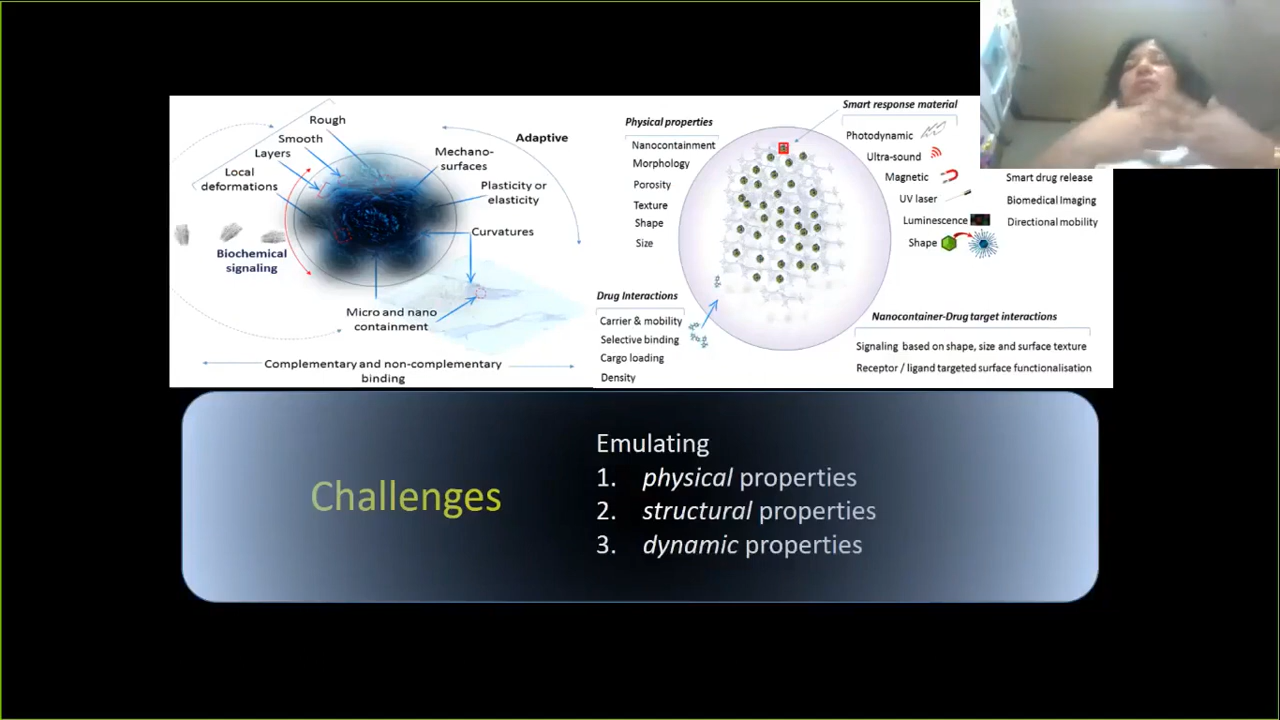 Rough
Smooth
Layers
Local
deformations
Biochemical
signaling
Adaptive
Mechano-
surfaces
Plasticity or
elasticity
Curvatures
Micro and nano
containment
Complementary and non-complementary
binding
Physical properties
Nanocontainment
Morphology
Porosity
Texture
Shape
Size
Drug Interactions
Carrier & mobility
Selective binding
Cargo loading
Density
Smart response material
Photodynamic
Ultra-sound
Magnetic
UV laser
Luminescence
Shape
Smart drug release
Biomedical Imaging
Directional mobility
Nanocontainer-Drug target interactions
Signaling based on shape, size and surface texture
Receptor / ligand targeted surface functionalisation
Challenges
Emulating
1. physical properties
2. structural properties
3. dynamic properties